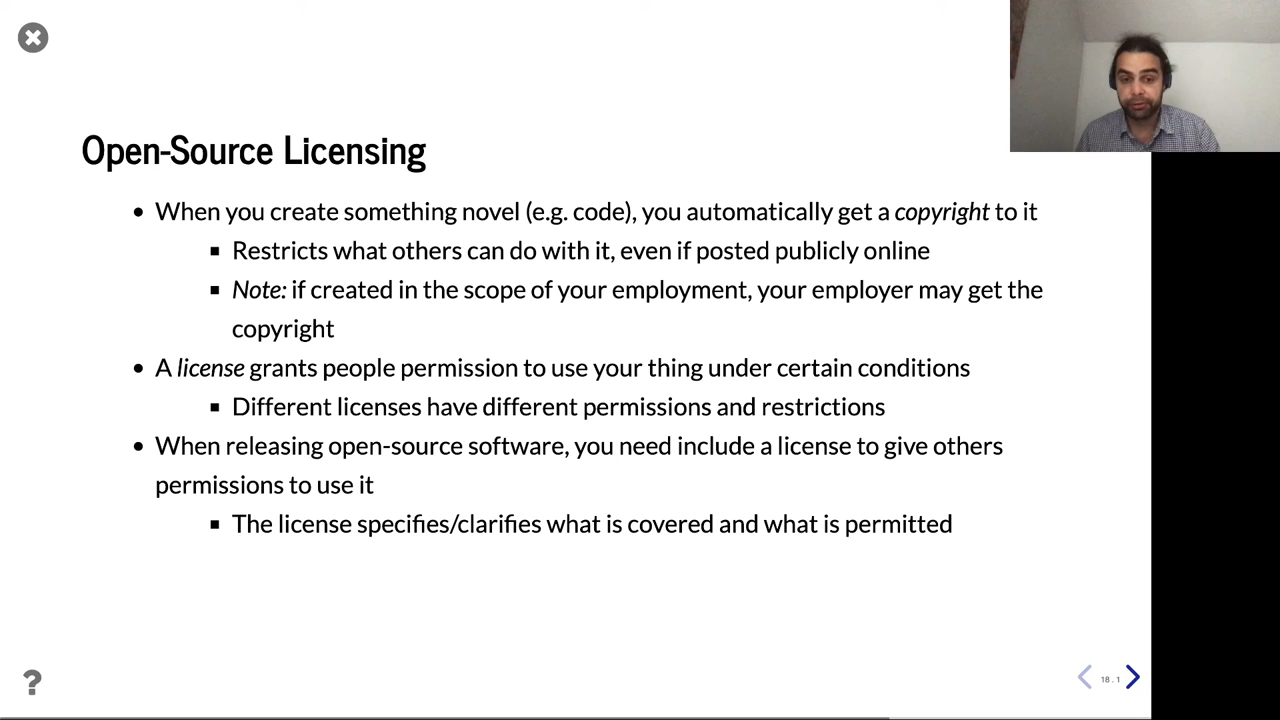 Open-Source Licensing
• When you create something novel (e.g. code), you automatically get a copyright to it
▪ Restricts what others can do with it, even if posted publicly online
▪ Note: if created in the scope of your employment, your employer may get the
copyright
• A license grants people permission to use your thing under certain conditions
▪ Different licenses have different permissions and restrictions
• When releasing open-source software, you need include a license to give others
permissions to use it
▪ The license specifies/clarifies what is covered and what is permitted
?
18 . 1